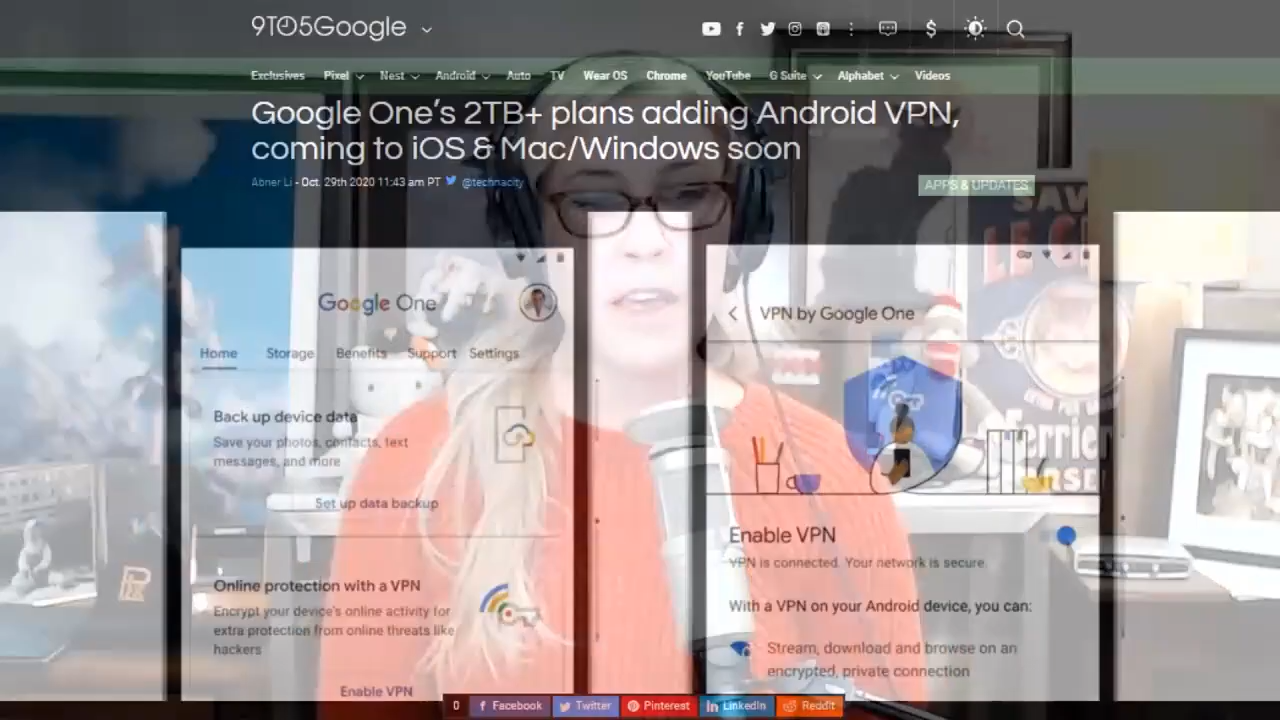 9TO5Google
Exclusives Pixel Nest Android Auto TV Wear OS Chrome YouTube G Suite Alphabet Videos
Google One’s 2TB+ plans adding Android VPN,
coming to iOS & Mac/Windows soon
Abner Li - Oct. 29th 2020 11:43 am PT @technacity
APPS & UPDATES
Google One
Home Storage Benefits Support Settings
Back up device data
Save your photos, contacts, text
messages, and more
Set up data backup
Online protection with a VPN
Encrypt your device's online activity for
extra protection from online threats like
hackers
Enable VPN
VPN by Google One
Enable VPN
VPN is connected. Your network is secure.
With a VPN on your Android device, you can:
Stream, download and browse on an
encrypted, private connection
0 Facebook Twitter Pinterest LinkedIn Reddit